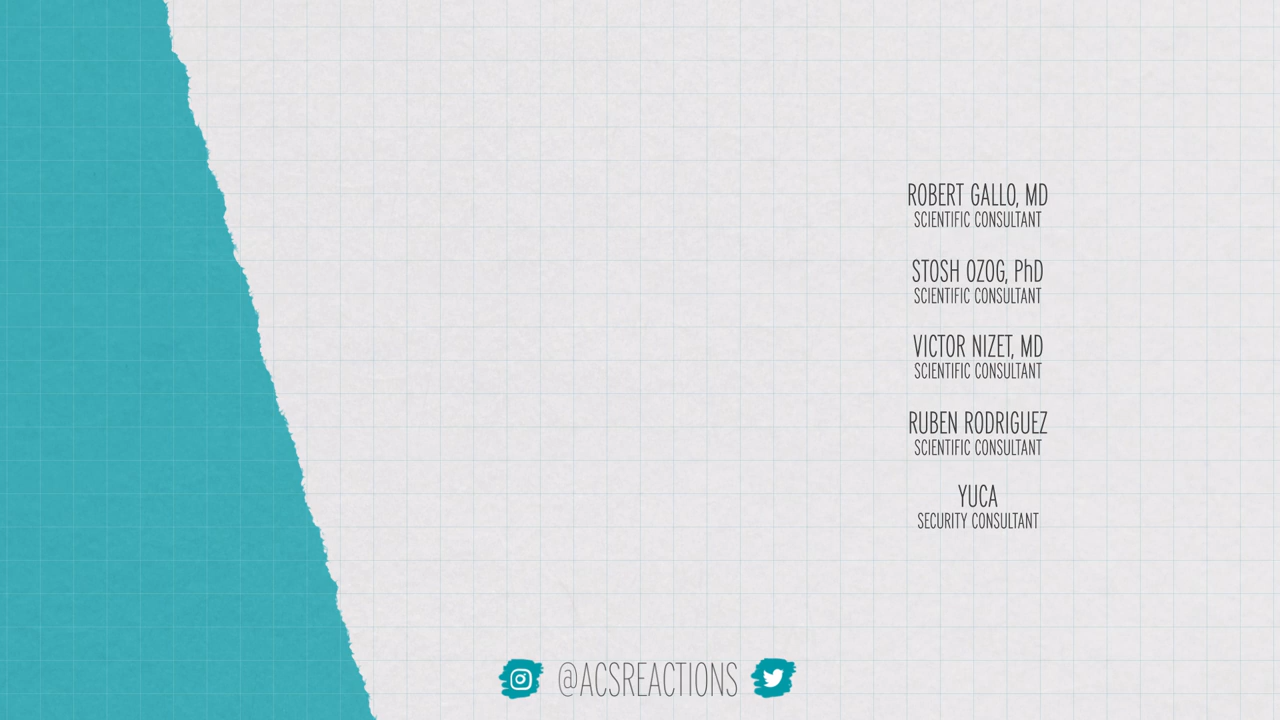 ROBERT GALLO, MD
SCIENTIFIC CONSULTANT
STOSH OZOG, PhD
SCIENTIFIC CONSULTANT
VICTOR NIZET, MD
SCIENTIFIC CONSULTANT
RUBEN RODRIGUEZ
SCIENTIFIC CONSULTANT
YUCA
SECURITY CONSULTANT
@ACSREACTIONS